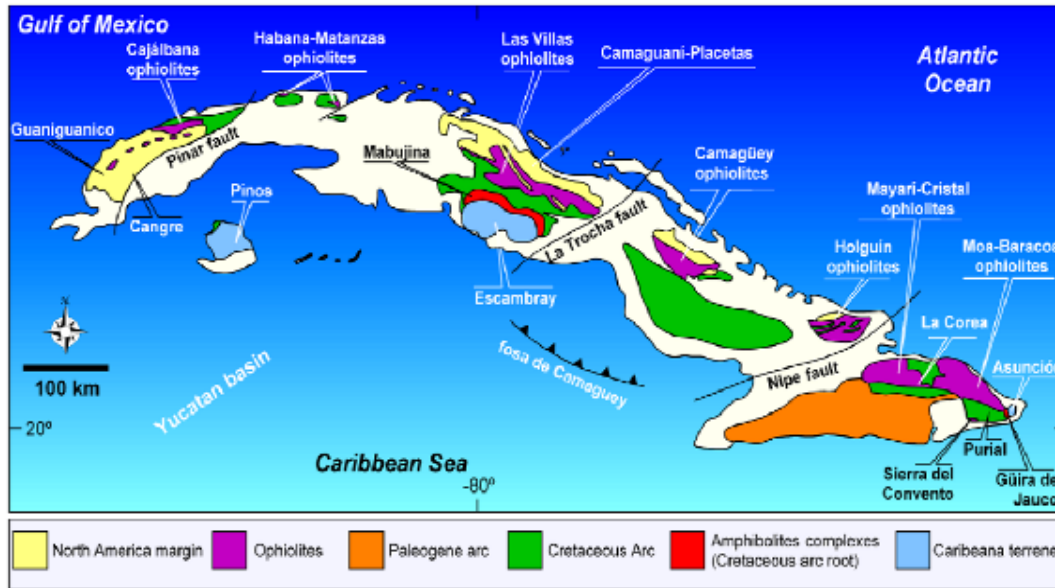 Gulf of Mexico
Cajálbana
ophiolites
Habana-Matanzas
ophiolites
Las Villas
ophiolites
Camaguani-Placetas
Atlantic
Ocean
Guaniguanico
Pinar fault
Mabujina
Camagüey
ophiolites
Mayarí-Cristal
ophiolites
Pinos
Cangre
La Trocha fault
Holguin
ophiolites
Moa-Baracoa
ophiolites
Escambray
La Corea
N
fosa de Camaguey
Asunción
100 km
Yucatan basin
Nipe fault
20º
Caribbean Sea
-80º
Purial
Sierra del
Convento
Güira de
Jauco
North America margin
Ophiolites
Paleogene arc
Cretaceous Arc
Amphibolites complexes
(Cretaceous arc root)
Caribeana terrene